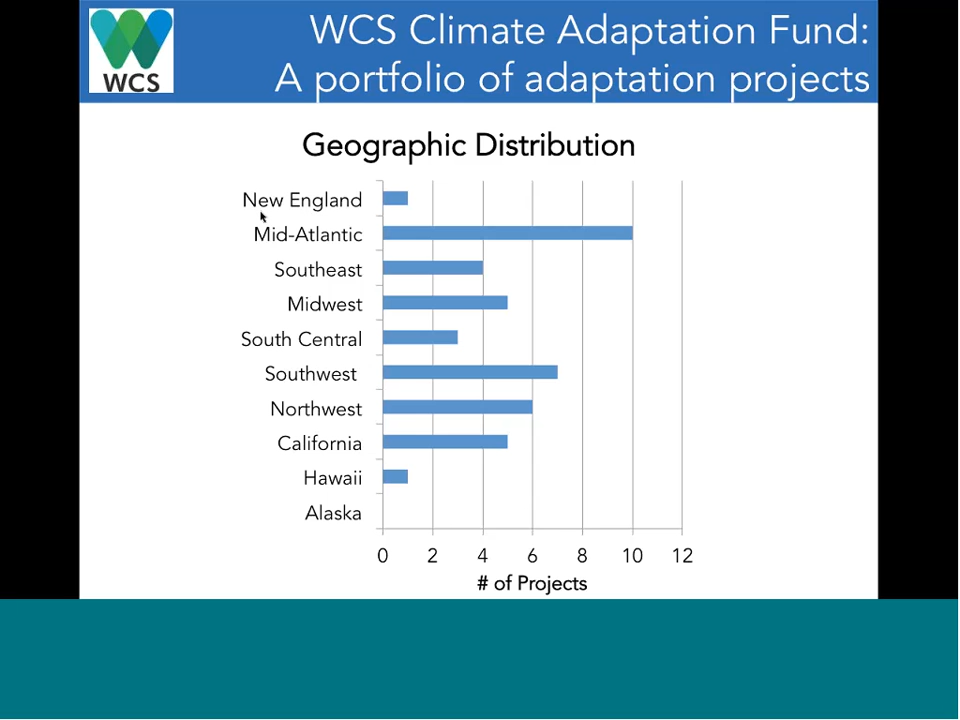 WCS Climate Adaptation Fund:
A portfolio of adaptation projects
WCS
Geographic Distribution
New England
Mid-Atlantic
Southeast
Midwest
South Central
Southwest
Northwest
California
Hawaii
Alaska
0 2 4 6 8 10 12
# of Projects